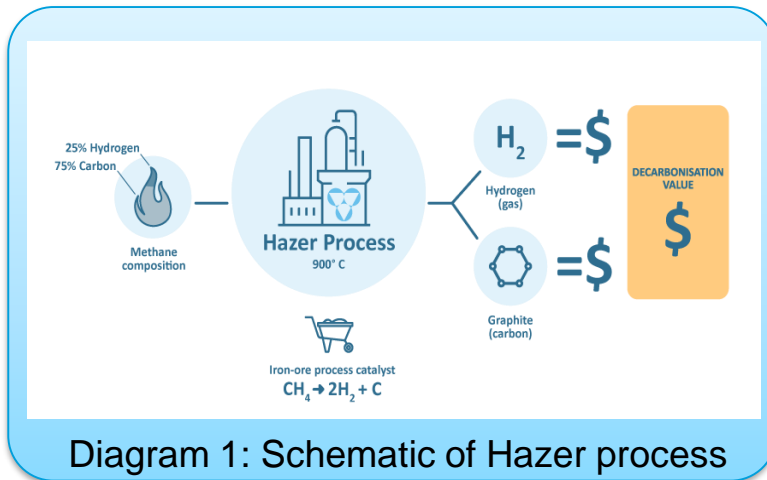 25% Hydrogen
75% Carbon
Methane
composition
Hazer Process
900° C
Iron-ore process catalyst
CH₄ → 2H₂ + C
H₂
=$
Hydrogen
(gas)
=$
Graphite
(carbon)
DECARBONISATION
VALUE
$
Diagram 1: Schematic of Hazer process